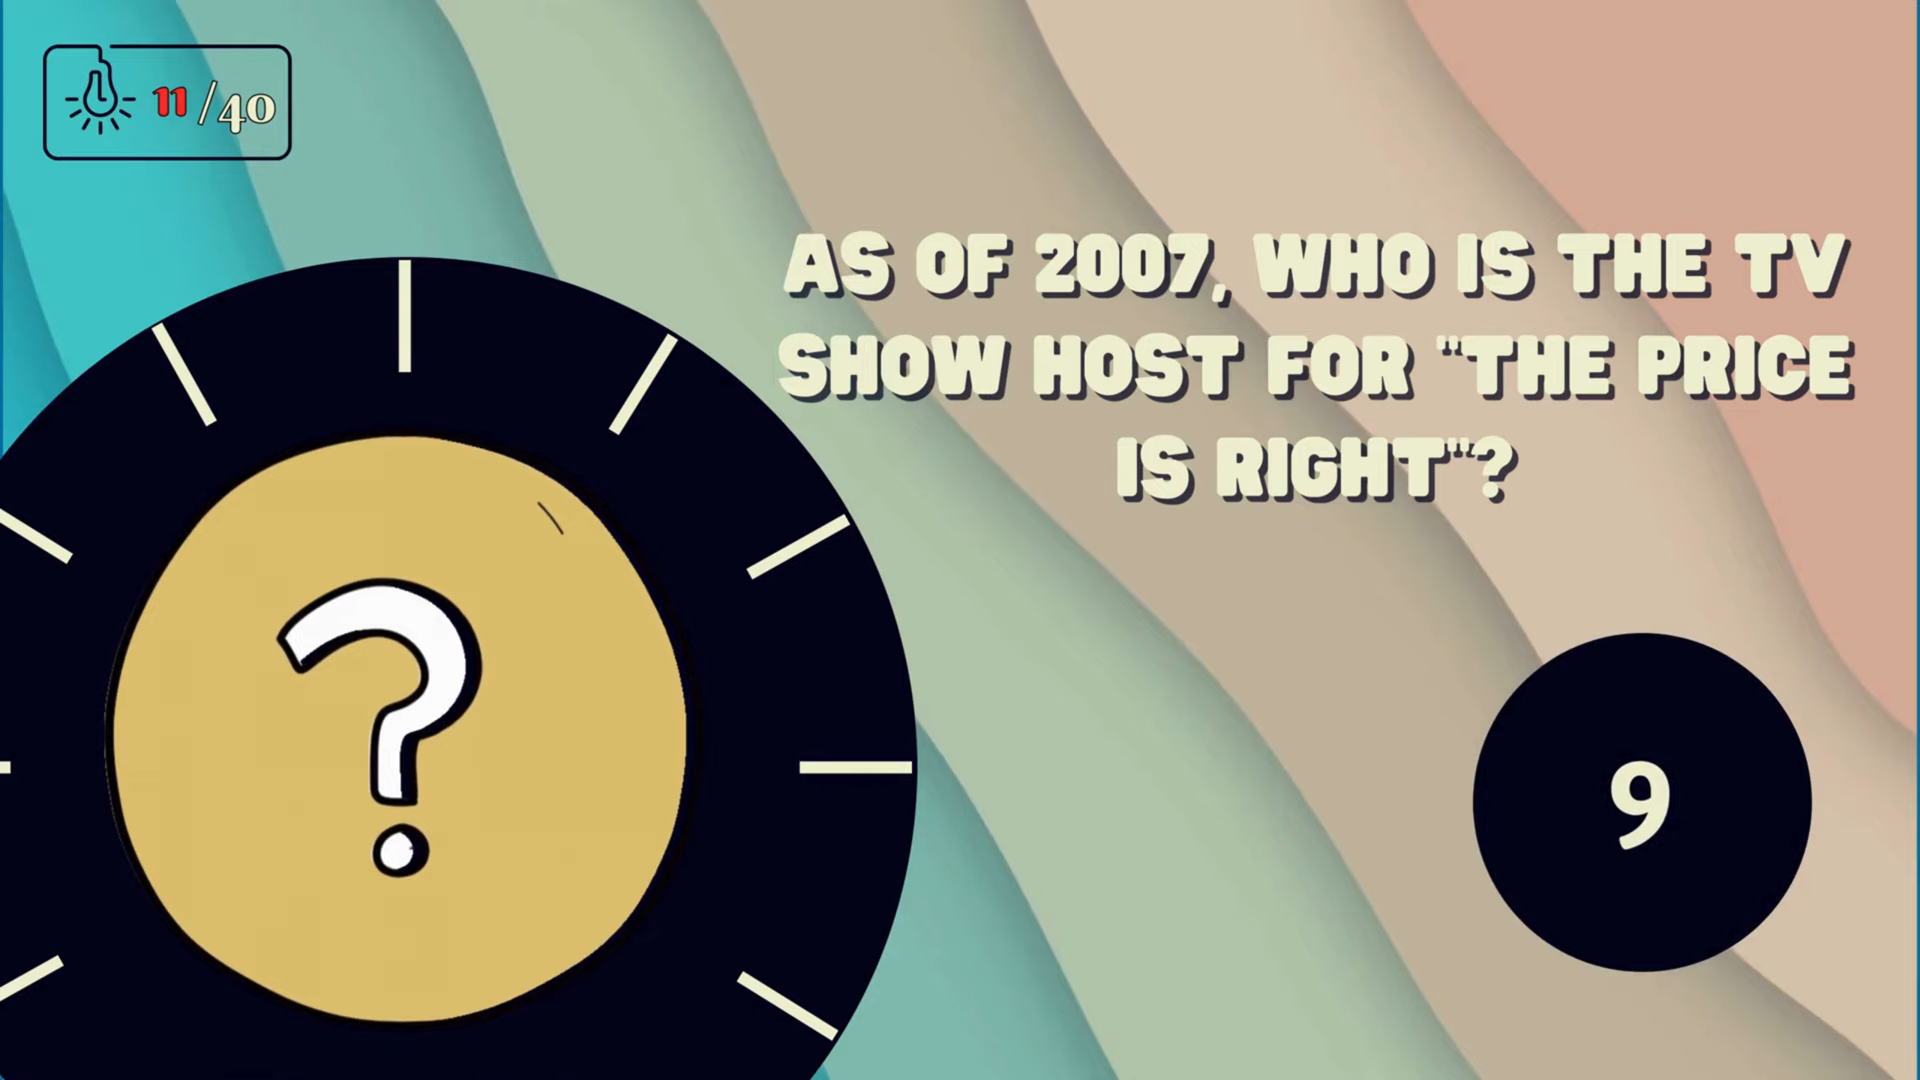 11/40
AS OF 2007, WHO IS THE TV
SHOW HOST FOR "THE PRICE
IS RIGHT"?
?
9